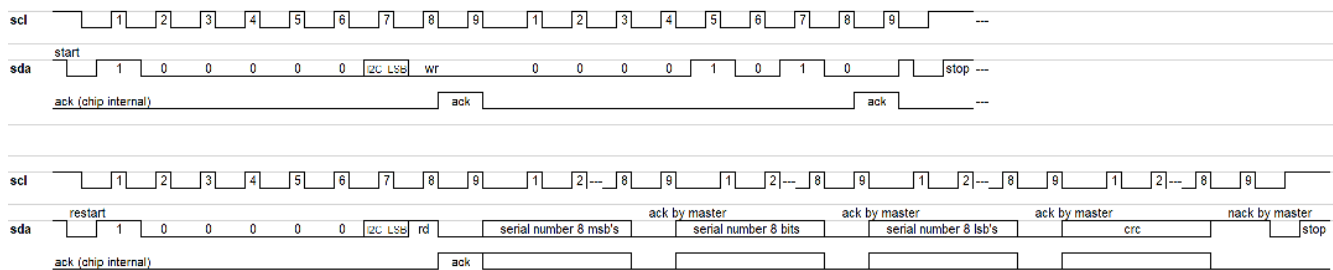 scl 1 2 3 4 5 6 7 8 9 1 2 3 4 5 6 7 8 9 ---
start
sda 1 0 0 0 0 0 I2C LSB wr 0 0 0 0 1 0 1 0 stop ---
ack (chip internal) ack ack ---
scl 1 2 3 4 5 6 7 8 9 1 2 --- 8 9 1 2 --- 8 9 1 2 --- 8 9 1 2 --- 8 9
restart ack by master ack by master ack by master nack by master
sda 1 0 0 0 0 0 I2C LSB rd serial number 8 msb's serial number 8 bits serial number 8 lsb's crc stop
ack (chip internal) ack